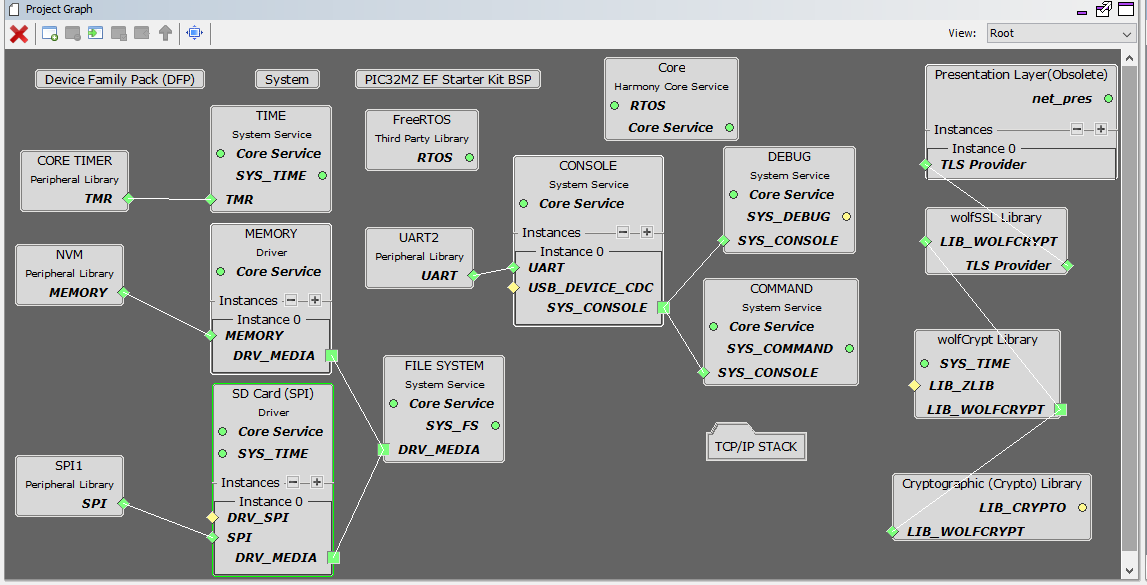 Project Graph
View: Root
Device Family Pack (DFP)
System
PIC32MZ EF Starter Kit BSP
Core
Harmony Core Service
RTOS
Core Service
Presentation Layer(Obsolete)
net_pres
Instances
Instance 0
TLS Provider
TIME
System Service
Core Service
SYS_TIME
TMR
FreeRTOS
Third Party Library
RTOS
CORE TIMER
Peripheral Library
TMR
CONSOLE
System Service
Core Service
Instances
Instance 0
UART
USB_DEVICE_CDC
SYS_CONSOLE
DEBUG
System Service
Core Service
SYS_DEBUG
SYS_CONSOLE
wolfSSL Library
LIB_WOLFCRYPT
TLS Provider
NVM
Peripheral Library
MEMORY
MEMORY
Driver
Core Service
Instances
Instance 0
MEMORY
DRV_MEDIA
UART2
Peripheral Library
UART
COMMAND
System Service
Core Service
SYS_COMMAND
SYS_CONSOLE
wolfCrypt Library
SYS_TIME
LIB_ZLIB
LIB_WOLFCRYPT
FILE SYSTEM
System Service
Core Service
SYS_FS
DRV_MEDIA
SD Card (SPI)
Driver
Core Service
SYS_TIME
Instances
Instance 0
DRV_SPI
SPI
DRV_MEDIA
SPI1
Peripheral Library
SPI
TCP/IP STACK
Cryptographic (Crypto) Library
LIB_CRYPTO
LIB_WOLFCRYPT